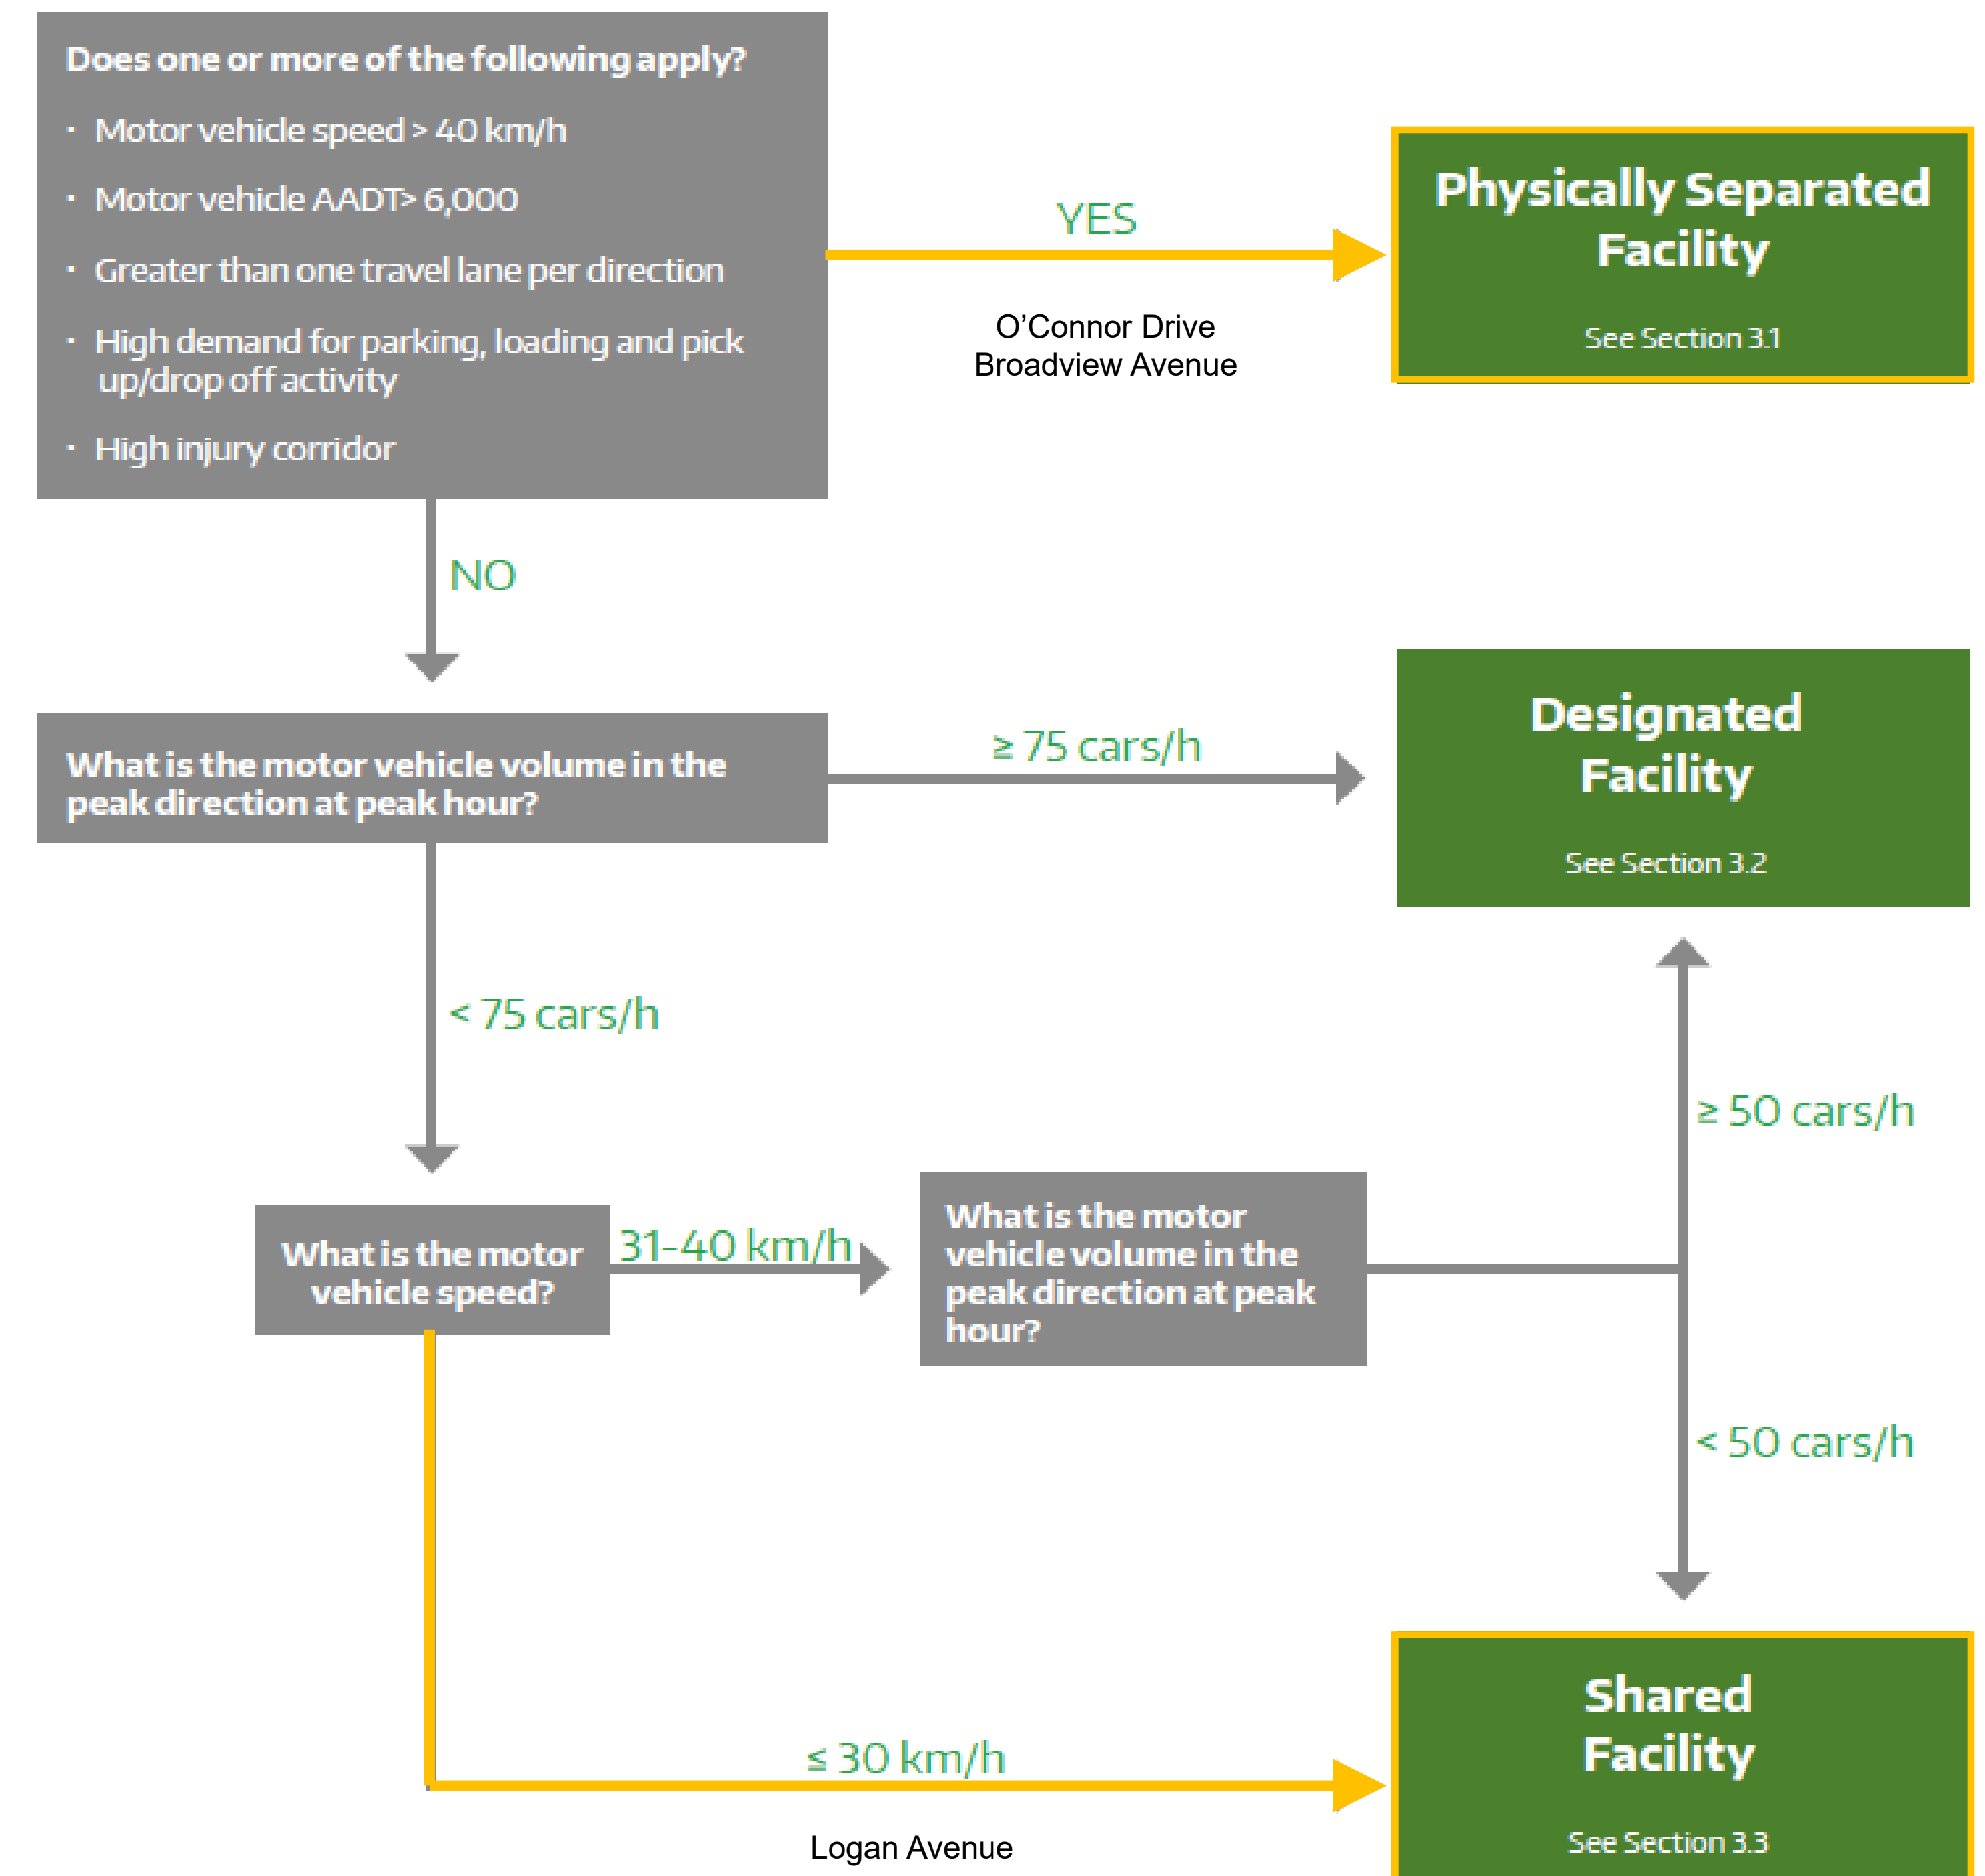 Does one or more of the following apply?
· Motor vehicle speed > 40 km/h
· Motor vehicle AADT> 6,000
· Greater than one travel lane per direction
· High demand for parking, loading and pick
up/drop off activity
· High injury corridor
YES
O’Connor Drive
Broadview Avenue
Physically Separated
Facility
See Section 3.1
NO
What is the motor vehicle volume in the
peak direction at peak hour?
≥ 75 cars/h
Designated
Facility
See Section 3.2
< 75 cars/h
≥ 50 cars/h
What is the motor
vehicle speed?
31-40 km/h
What is the motor
vehicle volume in the
peak direction at peak
hour?
< 50 cars/h
≤ 30 km/h
Logan Avenue
Shared
Facility
See Section 3.3